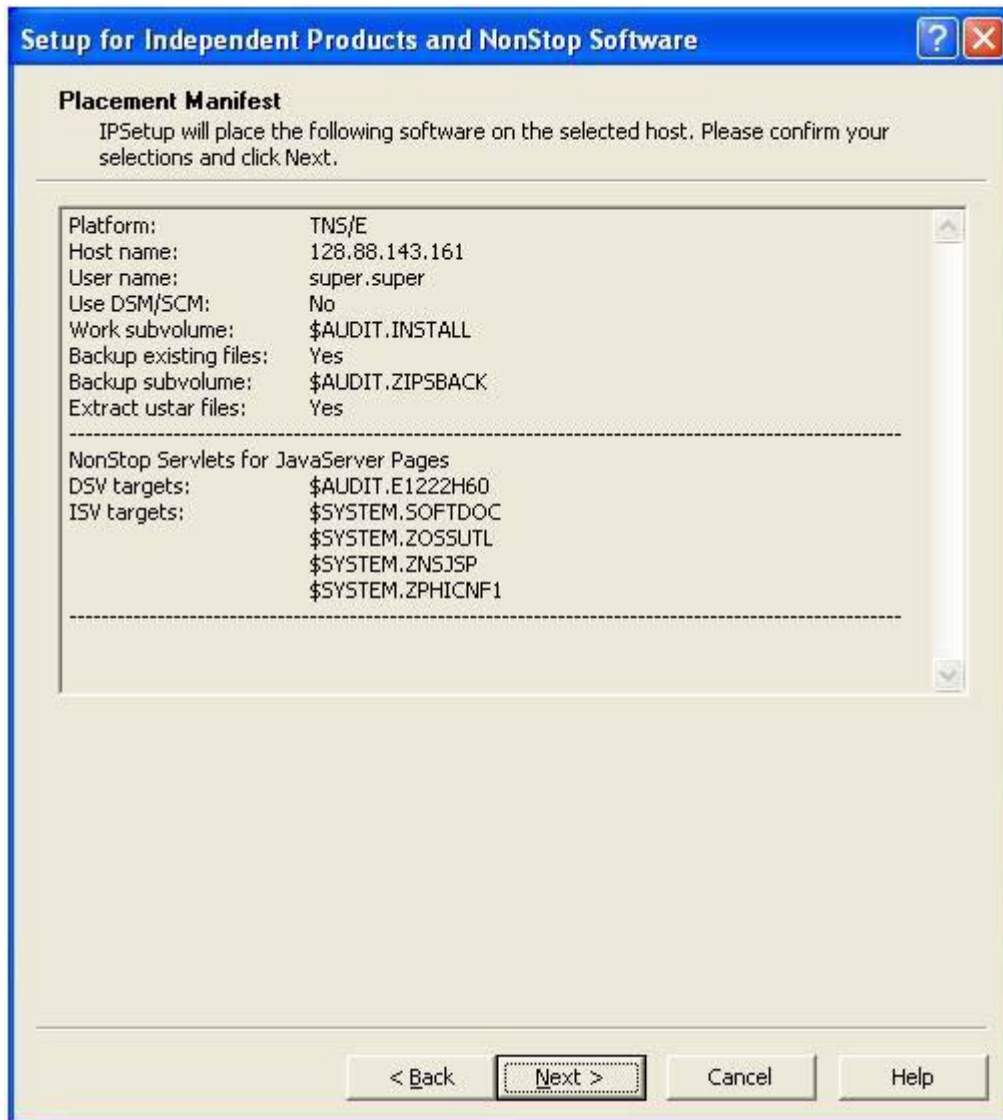 Setup for Independent Products and NonStop Software
Placement Manifest
IPSetup will place the following software on the selected host. Please confirm your
selections and click Next.
Platform: TNS/E
Host name: 128.88.143.161
User name: super.super
Use DSM/SCM: No
Work subvolume: $AUDIT.INSTALL
Backup existing files: Yes
Backup subvolume: $AUDIT.ZIPSBACK
Extract ustar files: Yes
NonStop Servlets for JavaServer Pages
DSV targets: $AUDIT.E1222H60
ISV targets: $SYSTEM.SOFTDOC
$SYSTEM.ZOSSUTL
$SYSTEM.ZNSJSP
$SYSTEM.ZPHICNF1
< Back Next > Cancel Help